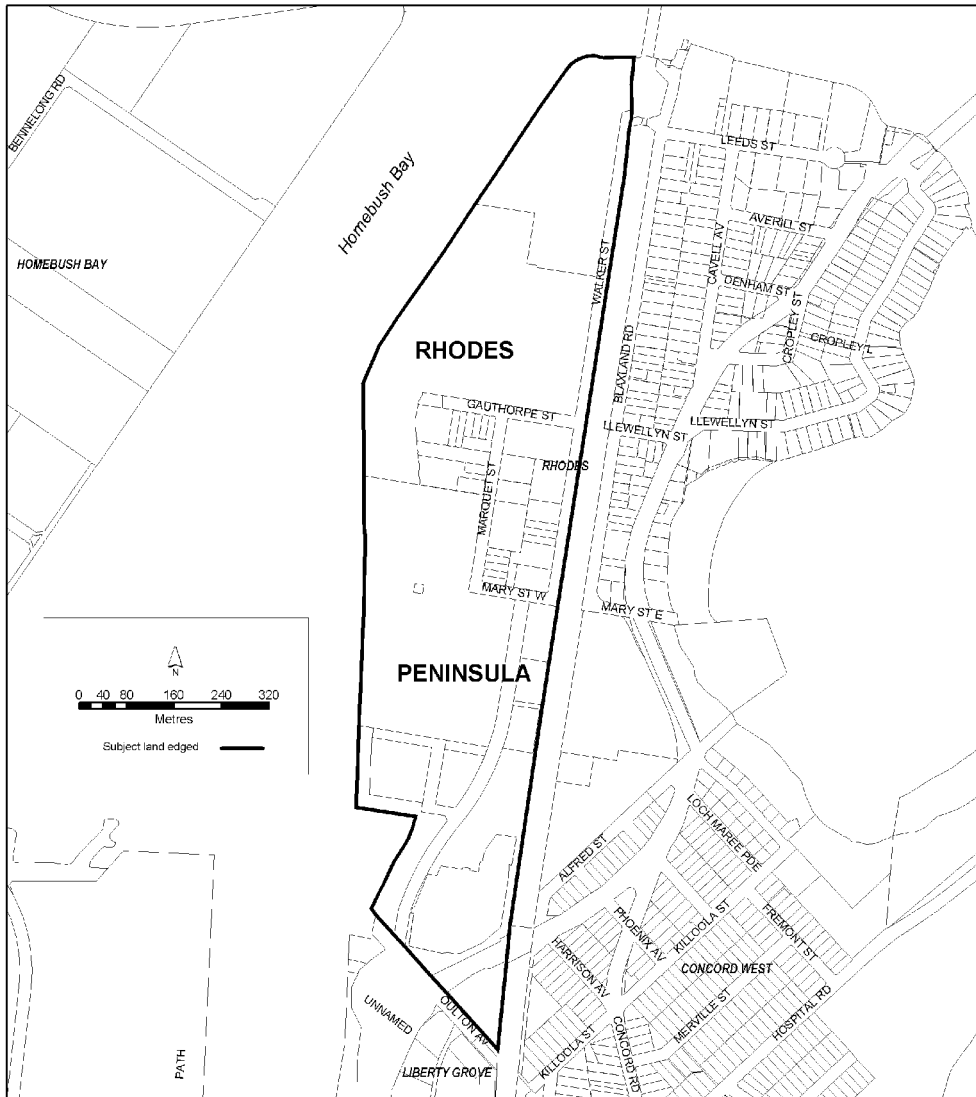 BENNELONG RD
Homebush Bay
HOMEBUSH BAY
LEEDS ST
AVERILL ST
CAVELL AV
DENHAM ST
CROPLEY ST
CROPLEY L
WALKER ST
BLAXLAND RD
RHODES
GAUTHORPE ST
LLEWELLYN ST
LLEWELLYN ST
RHODES
MARQUET ST
MARY ST W
MARY ST E
PENINSULA
N
0 40 80 160 240 320
Metres
Subject land edged
LOCH MAREE PDE
ALFRED ST
PHOENIX AV
KILLOOLA ST
FREMONT ST
HARRISON AV
CONCORD WEST
MERVILLE ST
HOSPITAL RD
OULTON AV
UNNAMED
CONCORD RD
KILLOOLA ST
PATH
LIBERTY GROVE